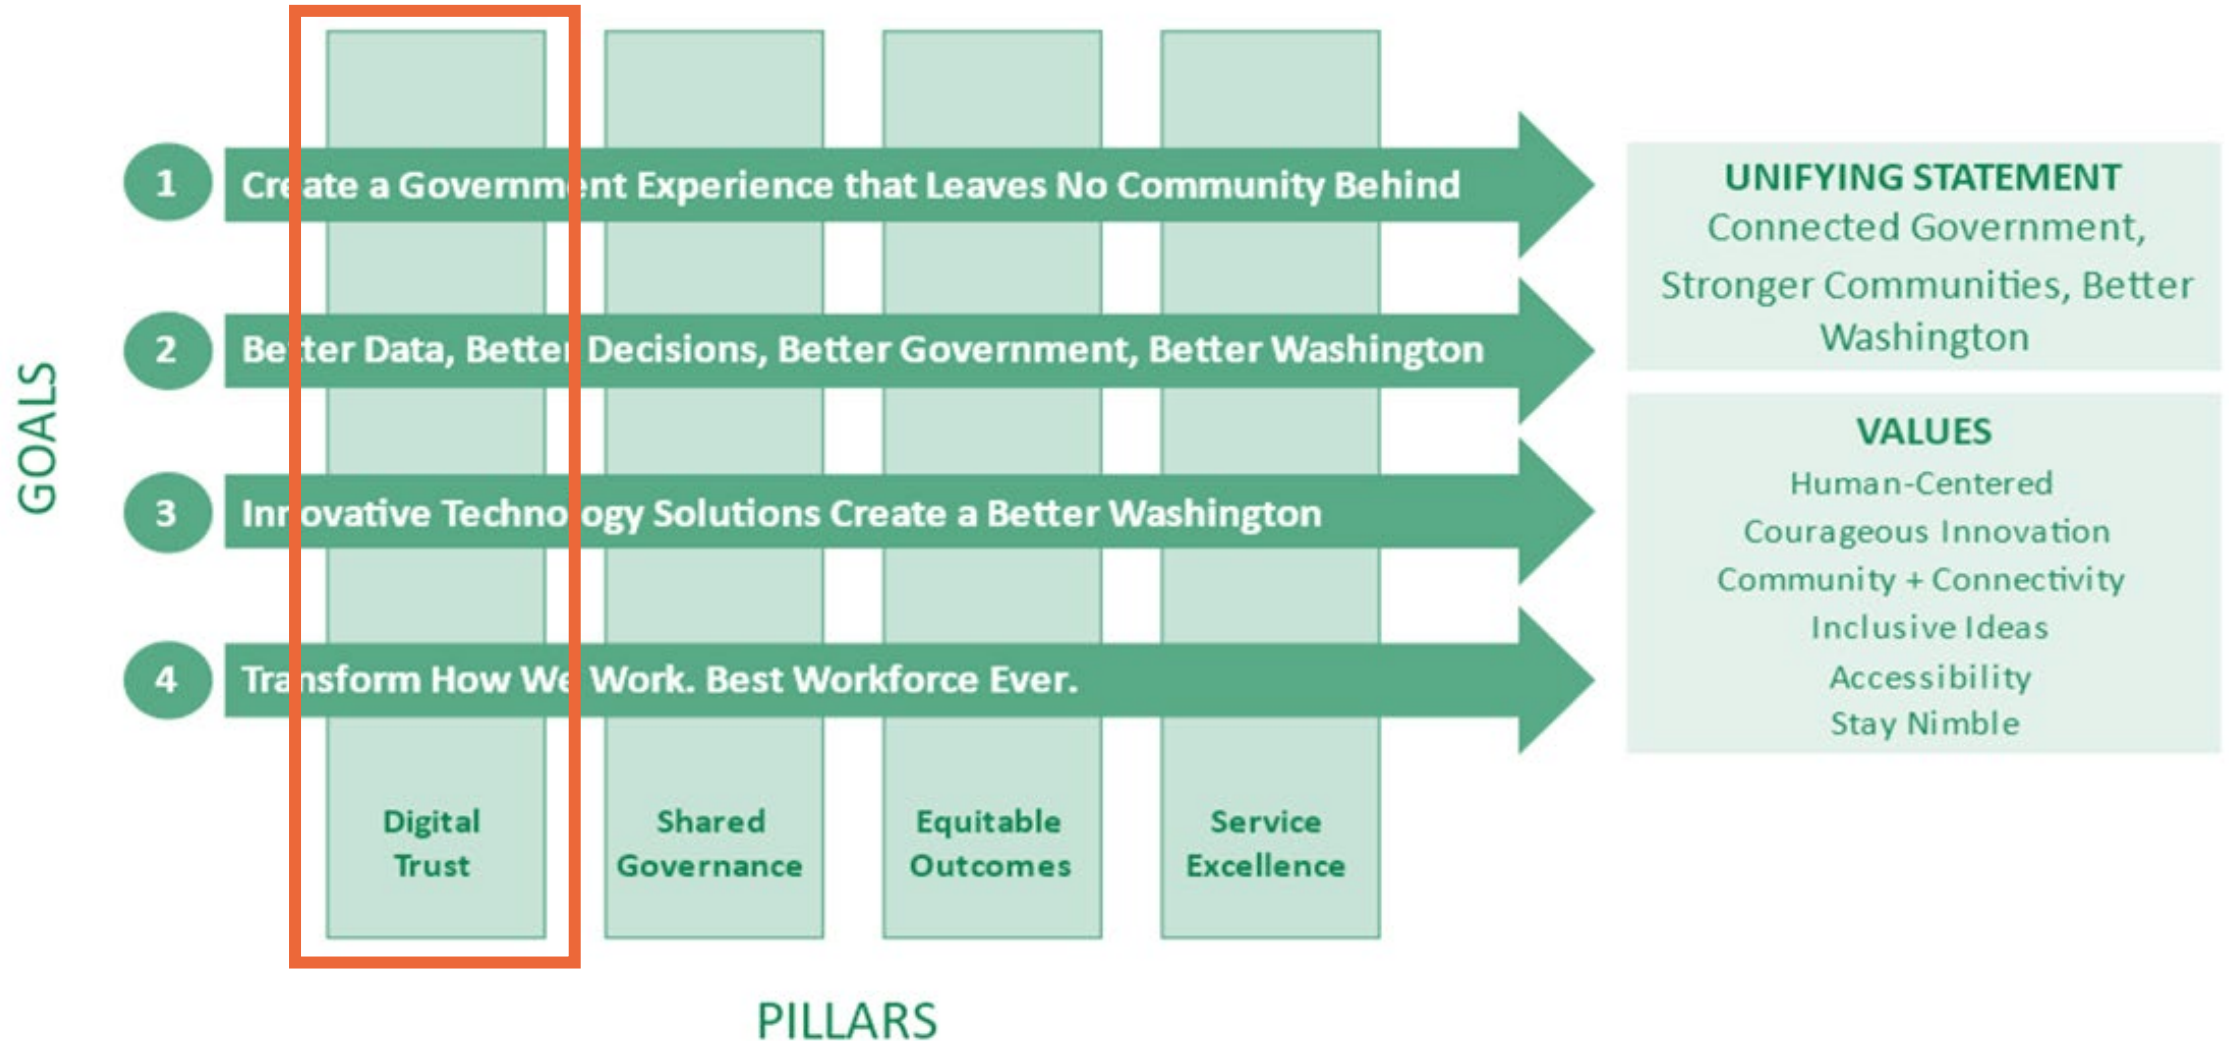 GOALS
1
Create a Government Experience that Leaves No Community Behind
2
Better Data, Better Decisions, Better Government, Better Washington
3
Innovative Technology Solutions Create a Better Washington
4
Transform How We Work. Best Workforce Ever.
Digital
Trust
Shared
Governance
Equitable
Outcomes
Service
Excellence
PILLARS
UNIFYING STATEMENT
Connected Government,
Stronger Communities, Better
Washington
VALUES
Human-Centered
Courageous Innovation
Community + Connectivity
Inclusive Ideas
Accessibility
Stay Nimble